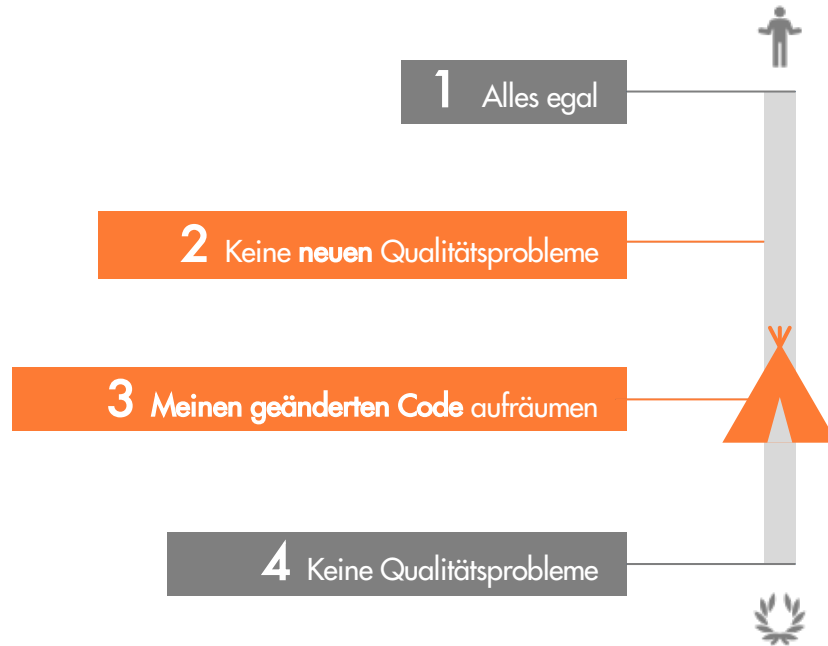 1 Alles egal
2 Keine neuen Qualitätsprobleme
3 Meinen geänderten Code aufräumen
4 Keine Qualitätsprobleme